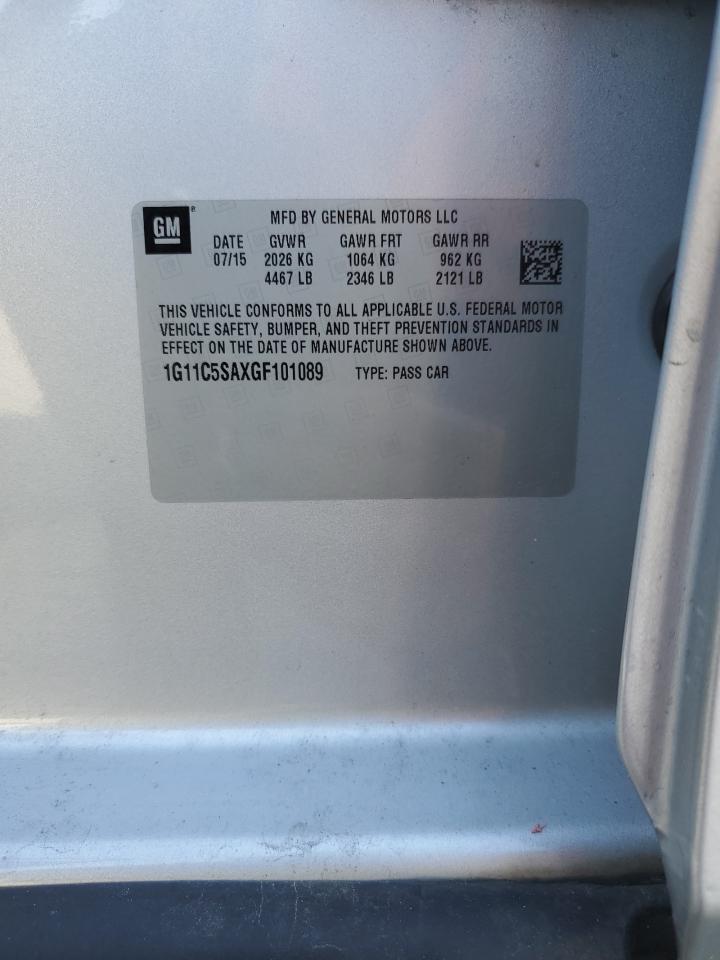 GM ® MFD BY GENERAL MOTORS LLC
DATE GVWR GAWR FRT GAWR RR
07/15 2026 KG 1064 KG 962 KG
4467 LB 2346 LB 2121 LB
THIS VEHICLE CONFORMS TO ALL APPLICABLE U.S. FEDERAL MOTOR
VEHICLE SAFETY, BUMPER, AND THEFT PREVENTION STANDARDS IN
EFFECT ON THE DATE OF MANUFACTURE SHOWN ABOVE.
1G11C5SAXGF101089 TYPE: PASS CAR